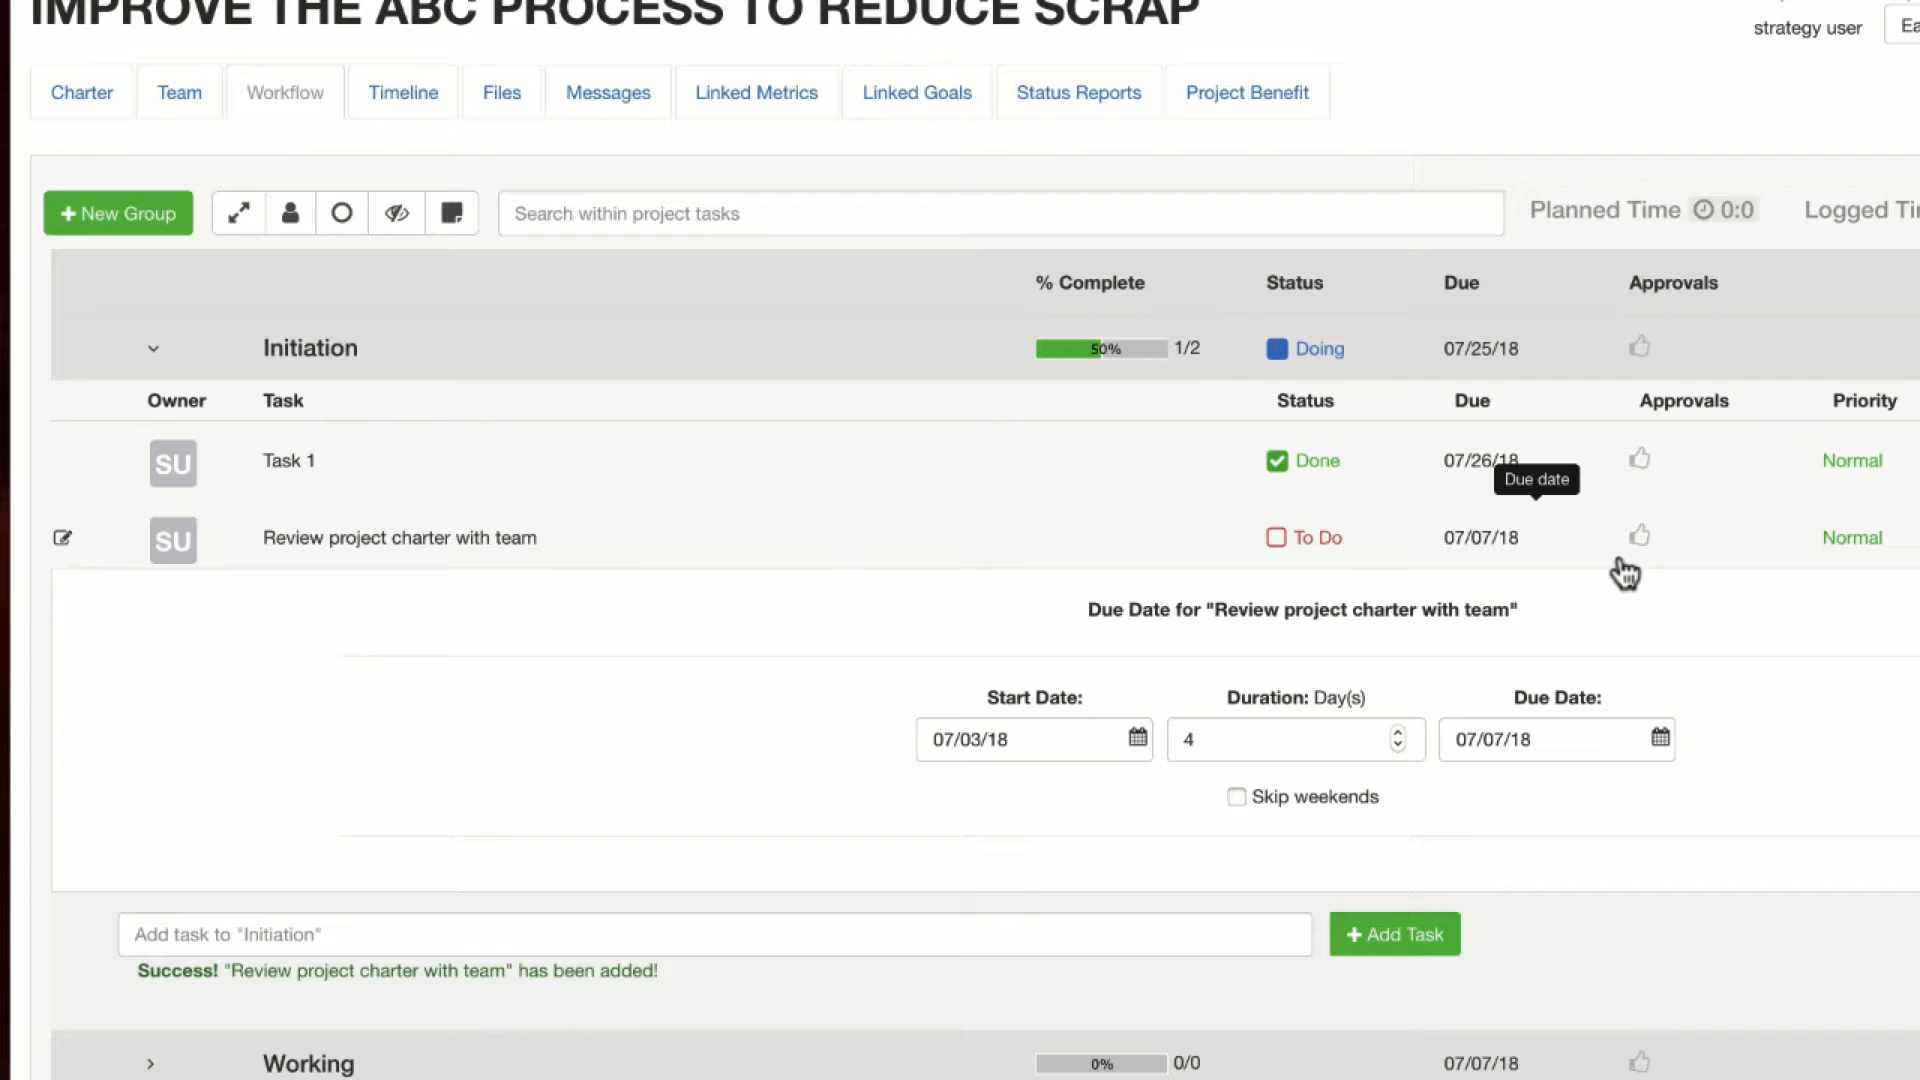 IMPROVE THE ABC PROCESS TO REDUCE SCRAP
strategy user
Charter Team Workflow Timeline Files Messages Linked Metrics Linked Goals Status Reports Project Benefit
+ New Group Search within project tasks Planned Time 0:0 Logged
% Complete Status Due Approvals
Initiation 50% 1/2 Doing 07/25/18
Owner Task Status Due Approvals Priority
SU Task 1 Done 07/26/18 Normal
Due date
SU Review project charter with team To Do 07/07/18 Normal
Due Date for "Review project charter with team"
Start Date: Duration: Day(s) Due Date:
07/03/18 4 07/07/18
Skip weekends
Add task to "Initiation" + Add Task
Success! "Review project charter with team" has been added!
Working 0% 0/0 07/07/18